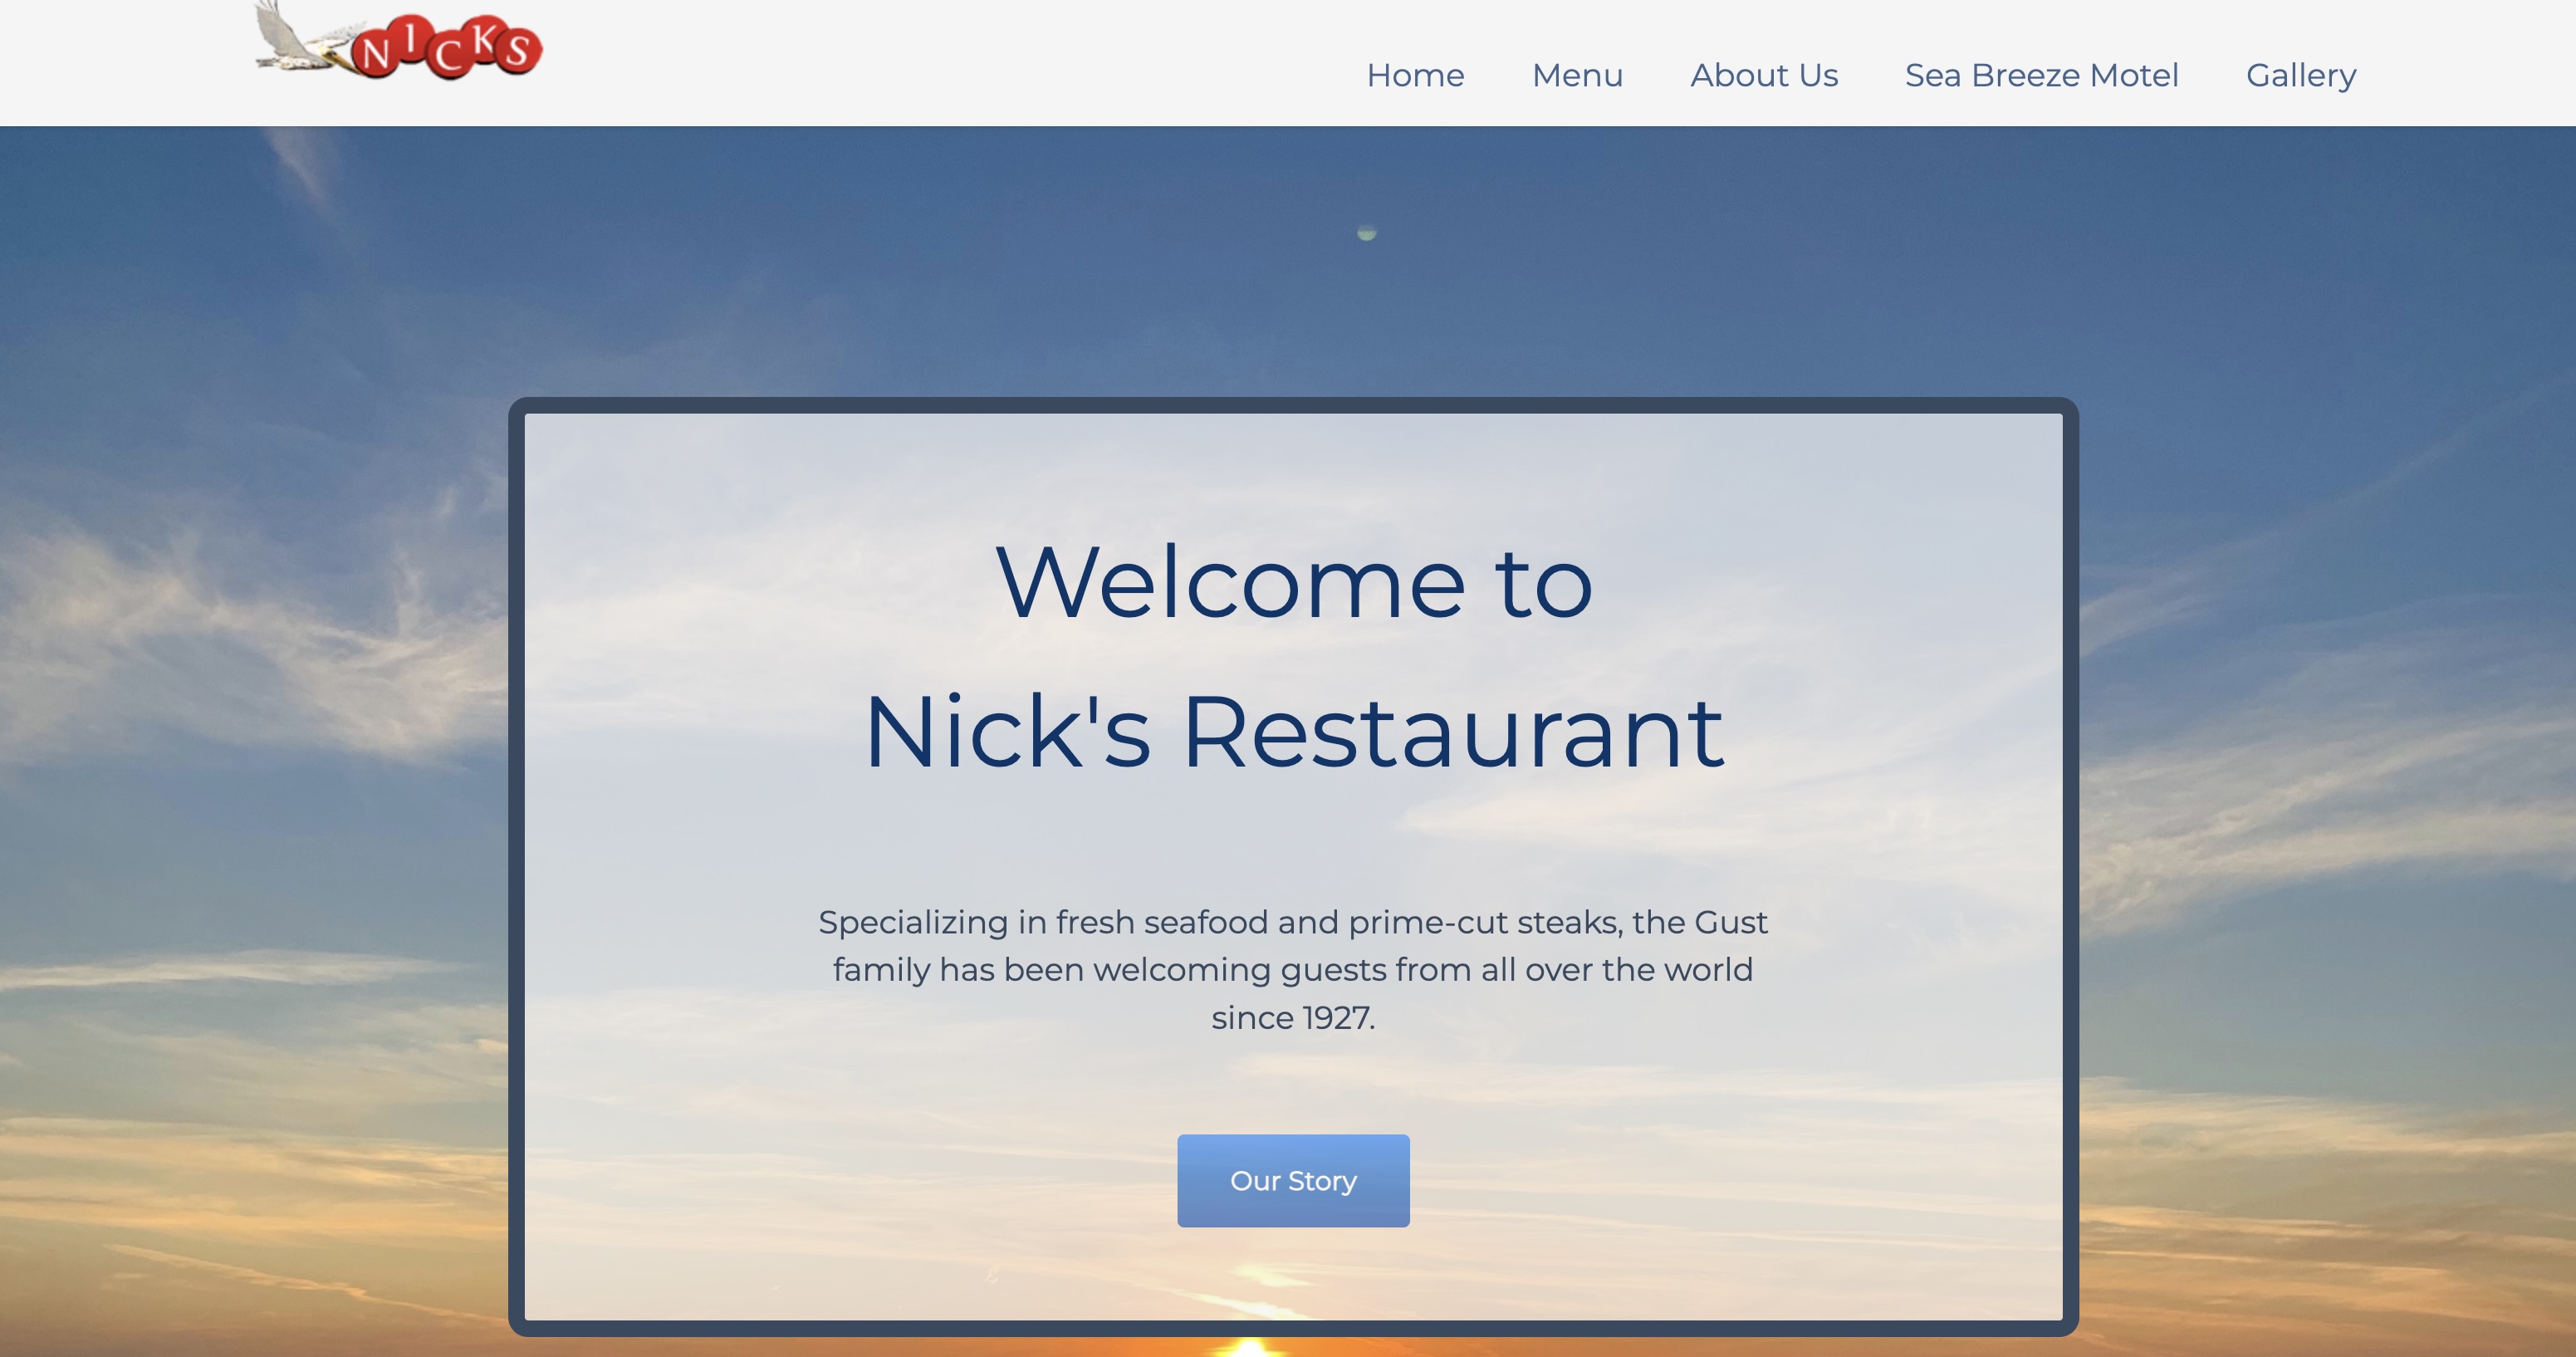 NICKS
Home Menu About Us Sea Breeze Motel Gallery
Welcome to
Nick's Restaurant
Specializing in fresh seafood and prime-cut steaks, the Gust
family has been welcoming guests from all over the world
since 1927.
Our Story